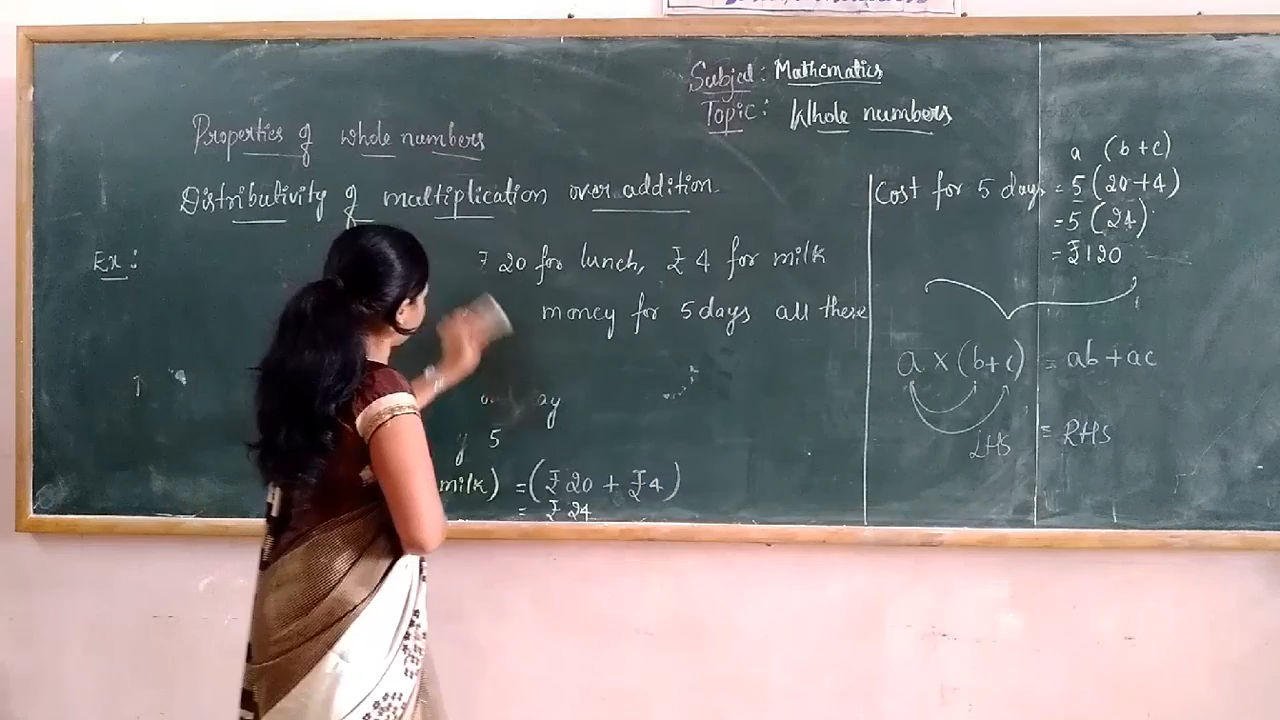 Subject: Mathematics
Topic: Whole numbers
Properties of whole numbers
Distributivity of multiplication over addition
Ex:
₹ 20 for lunch, ₹ 4 for milk
money for 5 days all these
ay
y 5
milk) = (₹ 20 + ₹ 4)
= ₹ 24
a (b+c)
Cost for 5 days = 5 (20+4)
= 5 (24)
= ₹ 120
a × (b+c) = ab + ac
LHS = RHS